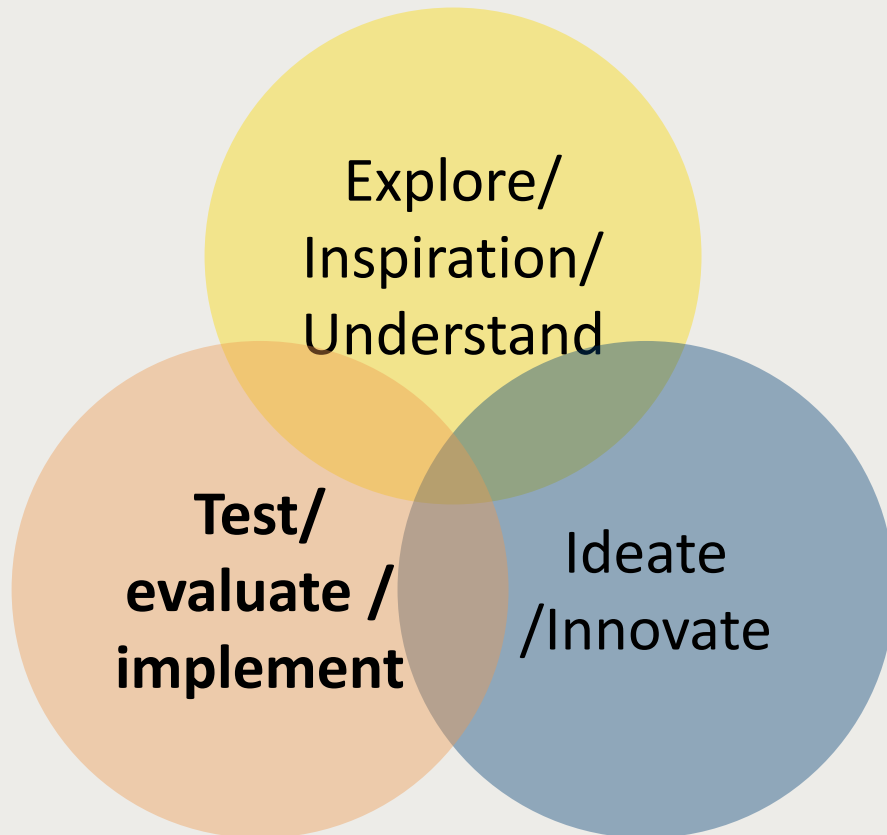 Explore/
Inspiration/
Understand
Test/
evaluate /
implement
Ideate
/Innovate